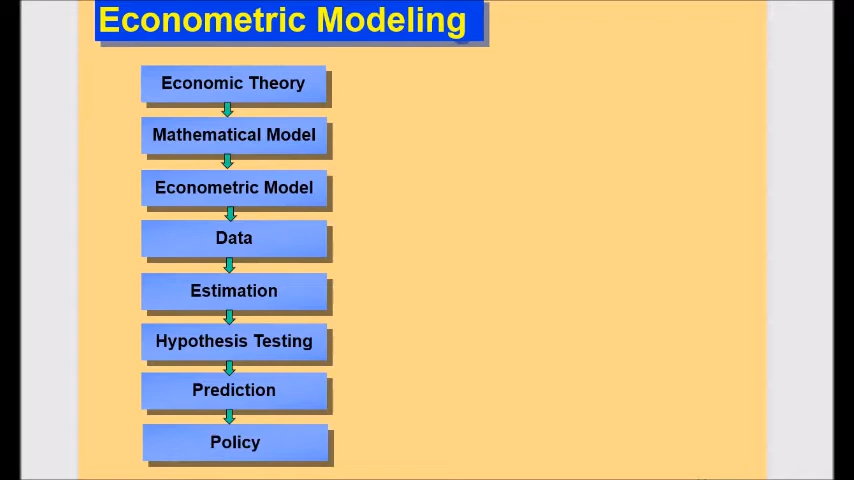 Econometric Modeling
Economic Theory
Mathematical Model
Econometric Model
Data
Estimation
Hypothesis Testing
Prediction
Policy